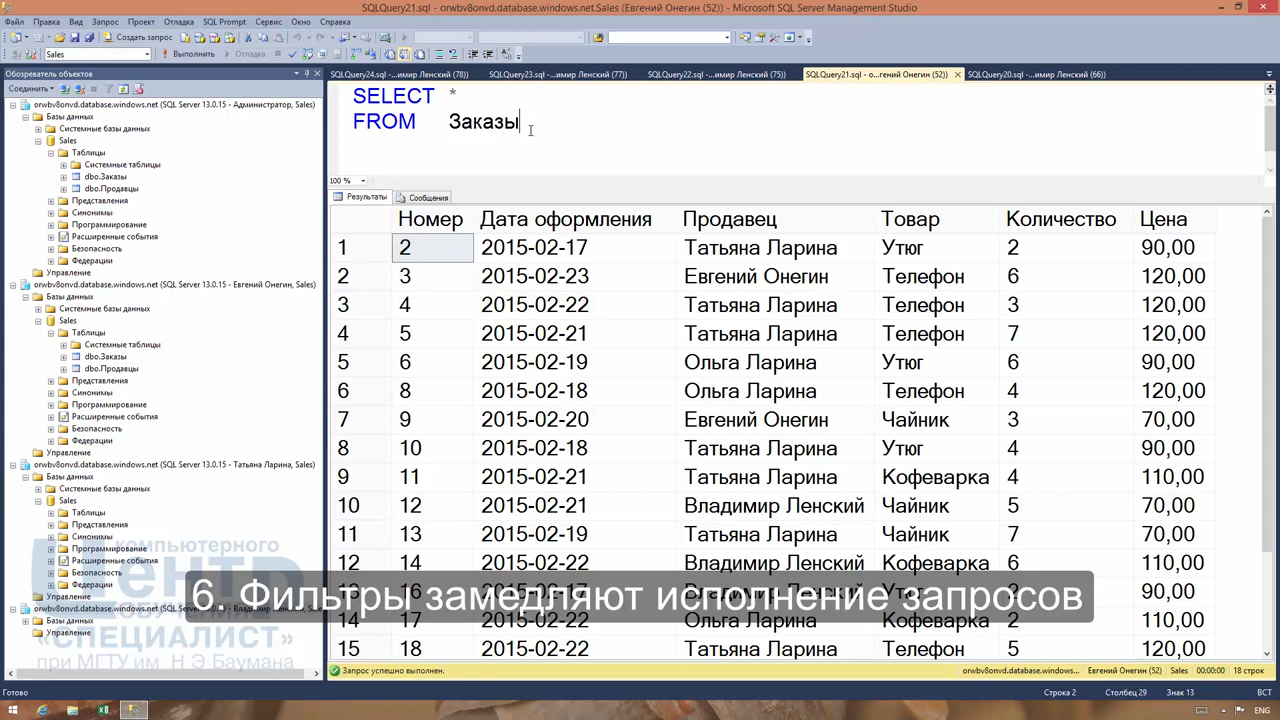 SQLQuery21.sql - orwbv8onvd.database.windows.net.Sales (Евгений Онегин (52)) - Microsoft SQL Server Management Studio
Файл Правка Вид Запрос Проект Отладка SQL Prompt Сервис Окно Справка
Создать запрос
Sales Выполнить Отладка
Обозреватель объектов
Соединить
orwbv8onvd.database.windows.net (SQL Server 13.0.15 - Администратор, Sales)
Базы данных
Системные базы данных
Sales
Таблицы
Системные таблицы
dbo.Заказы
dbo.Продавцы
Представления
Синонимы
Программирование
Расширенные события
Безопасность
Федерации
Управление
orwbv8onvd.database.windows.net (SQL Server 13.0.15 - Евгений Онегин, Sales)
Базы данных
Системные базы данных
Sales
Таблицы
Системные таблицы
dbo.Заказы
dbo.Продавцы
Представления
Синонимы
Программирование
Расширенные события
Безопасность
Федерации
Управление
orwbv8onvd.database.windows.net (SQL Server 13.0.15 - Татьяна Ларина, Sales)
Базы данных
Системные базы данных
Sales
Таблицы
Представления
Синонимы
Программирование
Расширенные события
Безопасность
Федерации
Управление
Базы данных
Управление
компьютерного
Центр
ОБУЧЕНИЯ
«СПЕЦИАЛИСТ»
при МГТУ им. Н.Э.Баумана
SQLQuery24.sql -...имир Ленский (78)) SQLQuery23.sql -...имир Ленский (77)) SQLQuery22.sql -...имир Ленский (75)) SQLQuery21.sql - о...гений Онегин (52)) SQLQuery20.sql -...имир Ленский (66))
SELECT *
FROM Заказы
100 %
Результаты Сообщения
Номер Дата оформления Продавец Товар Количество Цена
1 2 2015-02-17 Татьяна Ларина Утюг 2 90,00
2 3 2015-02-23 Евгений Онегин Телефон 6 120,00
3 4 2015-02-22 Татьяна Ларина Телефон 3 120,00
4 5 2015-02-21 Татьяна Ларина Телефон 7 120,00
5 6 2015-02-19 Ольга Ларина Утюг 6 90,00
6 8 2015-02-18 Ольга Ларина Телефон 4 120,00
7 9 2015-02-20 Евгений Онегин Чайник 3 70,00
8 10 2015-02-18 Татьяна Ларина Утюг 4 90,00
9 11 2015-02-21 Татьяна Ларина Кофеварка 4 110,00
10 12 2015-02-21 Владимир Ленский Чайник 5 70,00
11 13 2015-02-19 Татьяна Ларина Чайник 7 70,00
12 14 2015-02-22 Владимир Ленский Кофеварка 6 110,00
90,00
14 17 2015-02-22 Ольга Ларина Кофеварка 2 110,00
15 18 2015-02-22 Владимир Ленский Телефон 5 120,00
6. Фильтры замедляют исполнение запросов
Запрос успешно выполнен. orwbv8onvd.database.windows... Евгений Онегин (52) Sales 00:00:00 18 строк
Готово Строка 2 Столбец 29 Знак 13 ВСТ
ENG